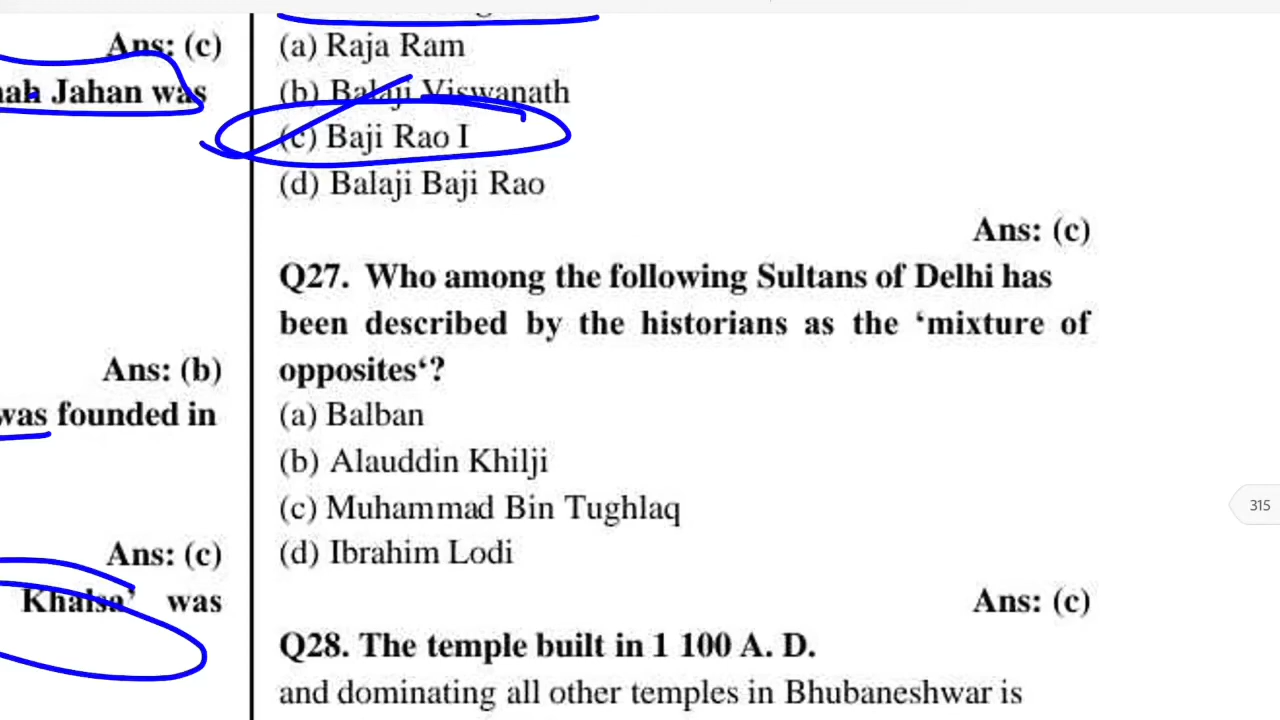 Ans: (c)
ah Jahan was
Ans: (b)
was founded in
Ans: (c)
Khalsa’ was
(a) Raja Ram
(b) Balaji Viswanath
(c) Baji Rao I
(d) Balaji Baji Rao
Ans: (c)
Q27. Who among the following Sultans of Delhi has
been described by the historians as the ‘mixture of
opposites‘?
(a) Balban
(b) Alauddin Khilji
(c) Muhammad Bin Tughlaq
(d) Ibrahim Lodi
Ans: (c)
Q28. The temple built in 1 100 A. D.
and dominating all other temples in Bhubaneshwar is
315